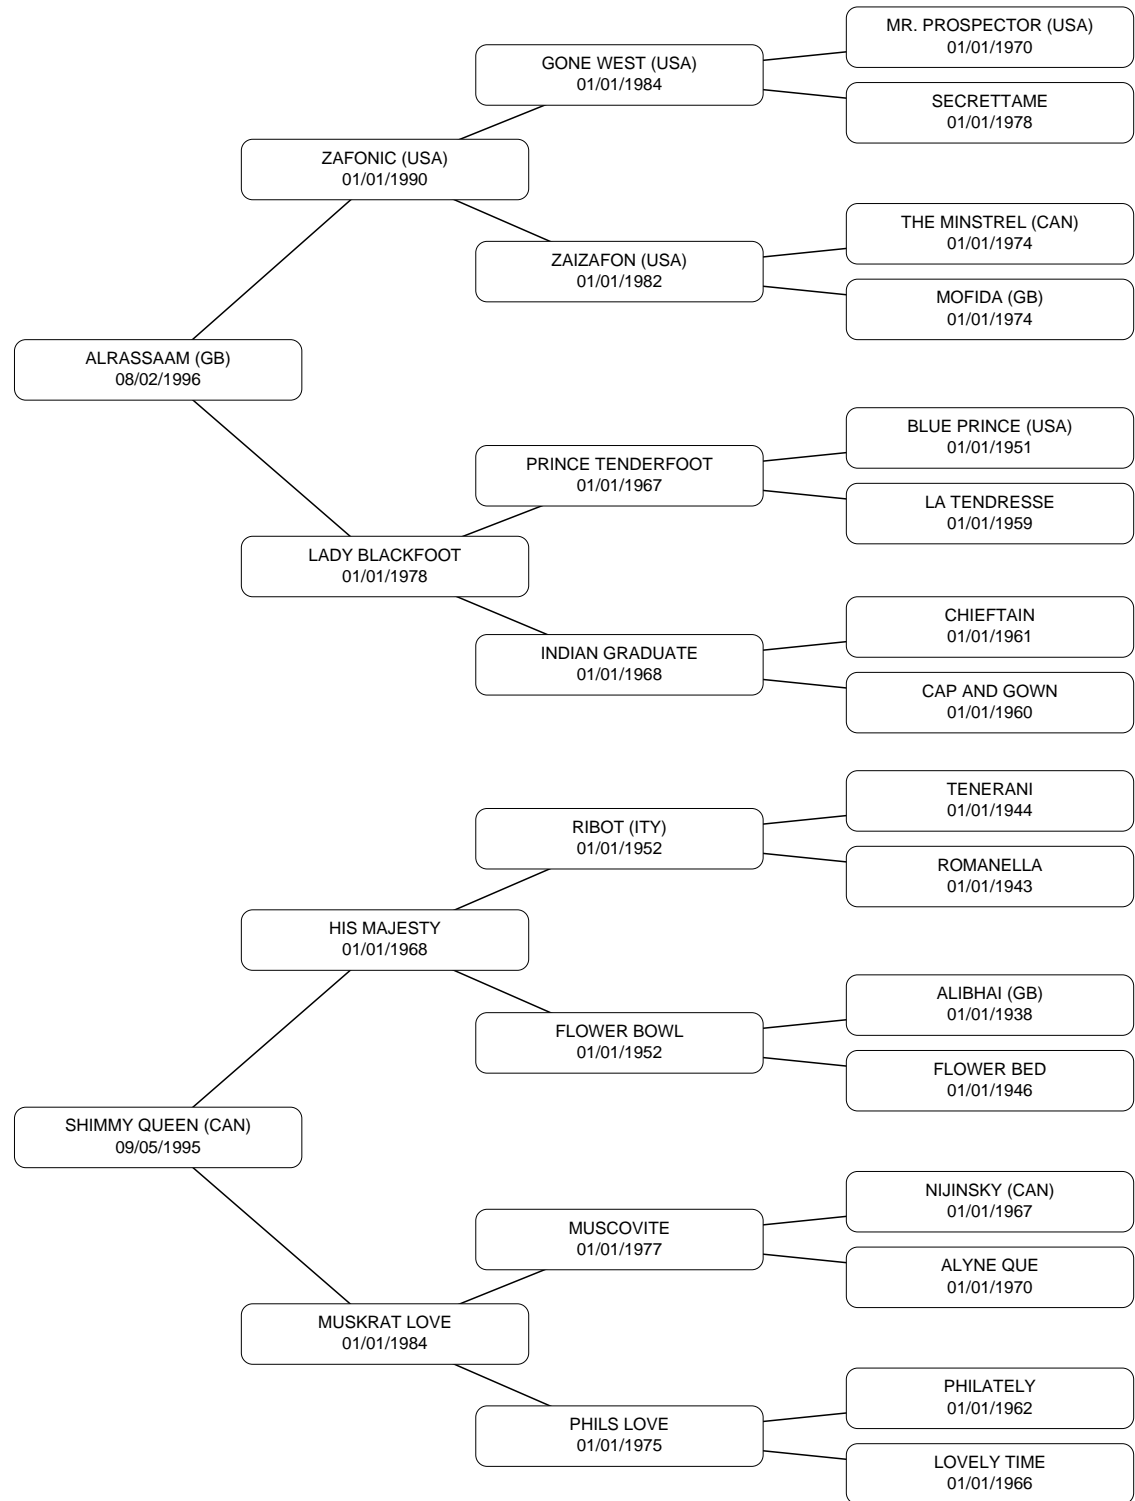 MR. PROSPECTOR (USA)
01/01/1970
GONE WEST (USA)
01/01/1984
SECRETTAME
01/01/1978
ZAFONIC (USA)
01/01/1990
THE MINSTREL (CAN)
01/01/1974
ZAIZAFON (USA)
01/01/1982
MOFIDA (GB)
01/01/1974
ALRASSAAM (GB)
08/02/1996
BLUE PRINCE (USA)
01/01/1951
PRINCE TENDERFOOT
01/01/1967
LA TENDRESSE
01/01/1959
LADY BLACKFOOT
01/01/1978
CHIEFTAIN
01/01/1961
INDIAN GRADUATE
01/01/1968
CAP AND GOWN
01/01/1960
TENERANI
01/01/1944
RIBOT (ITY)
01/01/1952
ROMANELLA
01/01/1943
HIS MAJESTY
01/01/1968
ALIBHAI (GB)
01/01/1938
FLOWER BOWL
01/01/1952
FLOWER BED
01/01/1946
SHIMMY QUEEN (CAN)
09/05/1995
NIJINSKY (CAN)
01/01/1967
MUSCOVITE
01/01/1977
ALYNE QUE
01/01/1970
MUSKRAT LOVE
01/01/1984
PHILATELY
01/01/1962
PHILS LOVE
01/01/1975
LOVELY TIME
01/01/1966